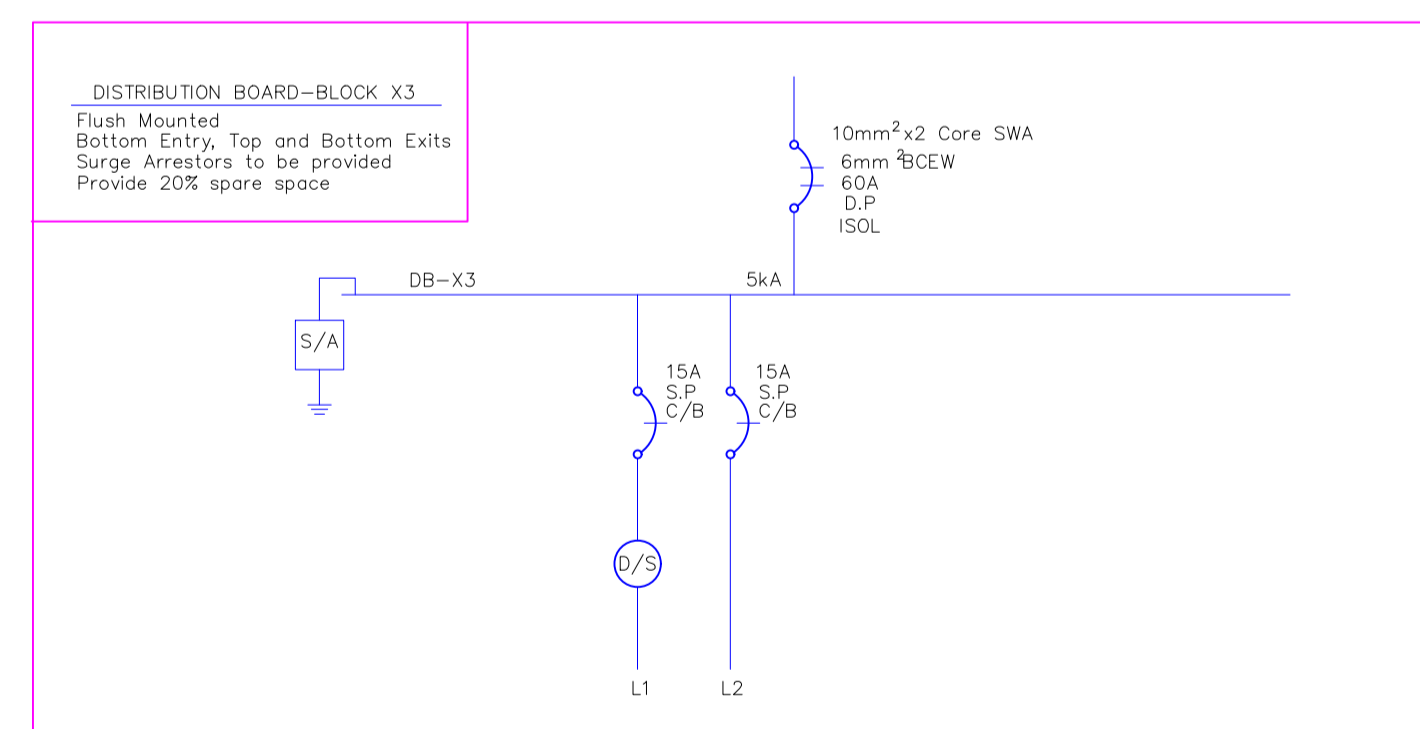 DISTRIBUTION BOARD-BLOCK X3
Flush Mounted
Bottom Entry, Top and Bottom Exits
Surge Arrestors to be provided
Provide 20% spare space
10mm²x2 Core SWA
6mm²BCEW
60A
D.P
ISOL
DB-X3
5kA
S/A
15A
S.P
C/B
15A
S.P
C/B
D/S
L1
L2